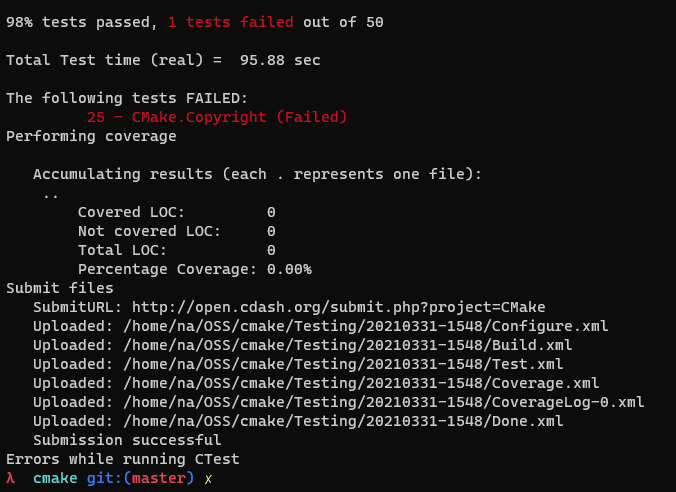 98% tests passed, 1 tests failed out of 50
Total Test time (real) =  95.88 sec
The following tests FAILED:
25 - CMake.Copyright (Failed)
Performing coverage
Accumulating results (each . represents one file):
..
Covered LOC:         0
Not covered LOC:     0
Total LOC:           0
Percentage Coverage: 0.00%
Submit files
SubmitURL: http://open.cdash.org/submit.php?project=CMake
Uploaded: /home/na/OSS/cmake/Testing/20210331-1548/Configure.xml
Uploaded: /home/na/OSS/cmake/Testing/20210331-1548/Build.xml
Uploaded: /home/na/OSS/cmake/Testing/20210331-1548/Test.xml
Uploaded: /home/na/OSS/cmake/Testing/20210331-1548/Coverage.xml
Uploaded: /home/na/OSS/cmake/Testing/20210331-1548/CoverageLog-0.xml
Uploaded: /home/na/OSS/cmake/Testing/20210331-1548/Done.xml
Submission successful
Errors while running CTest
λ  cmake git:(master) ✗